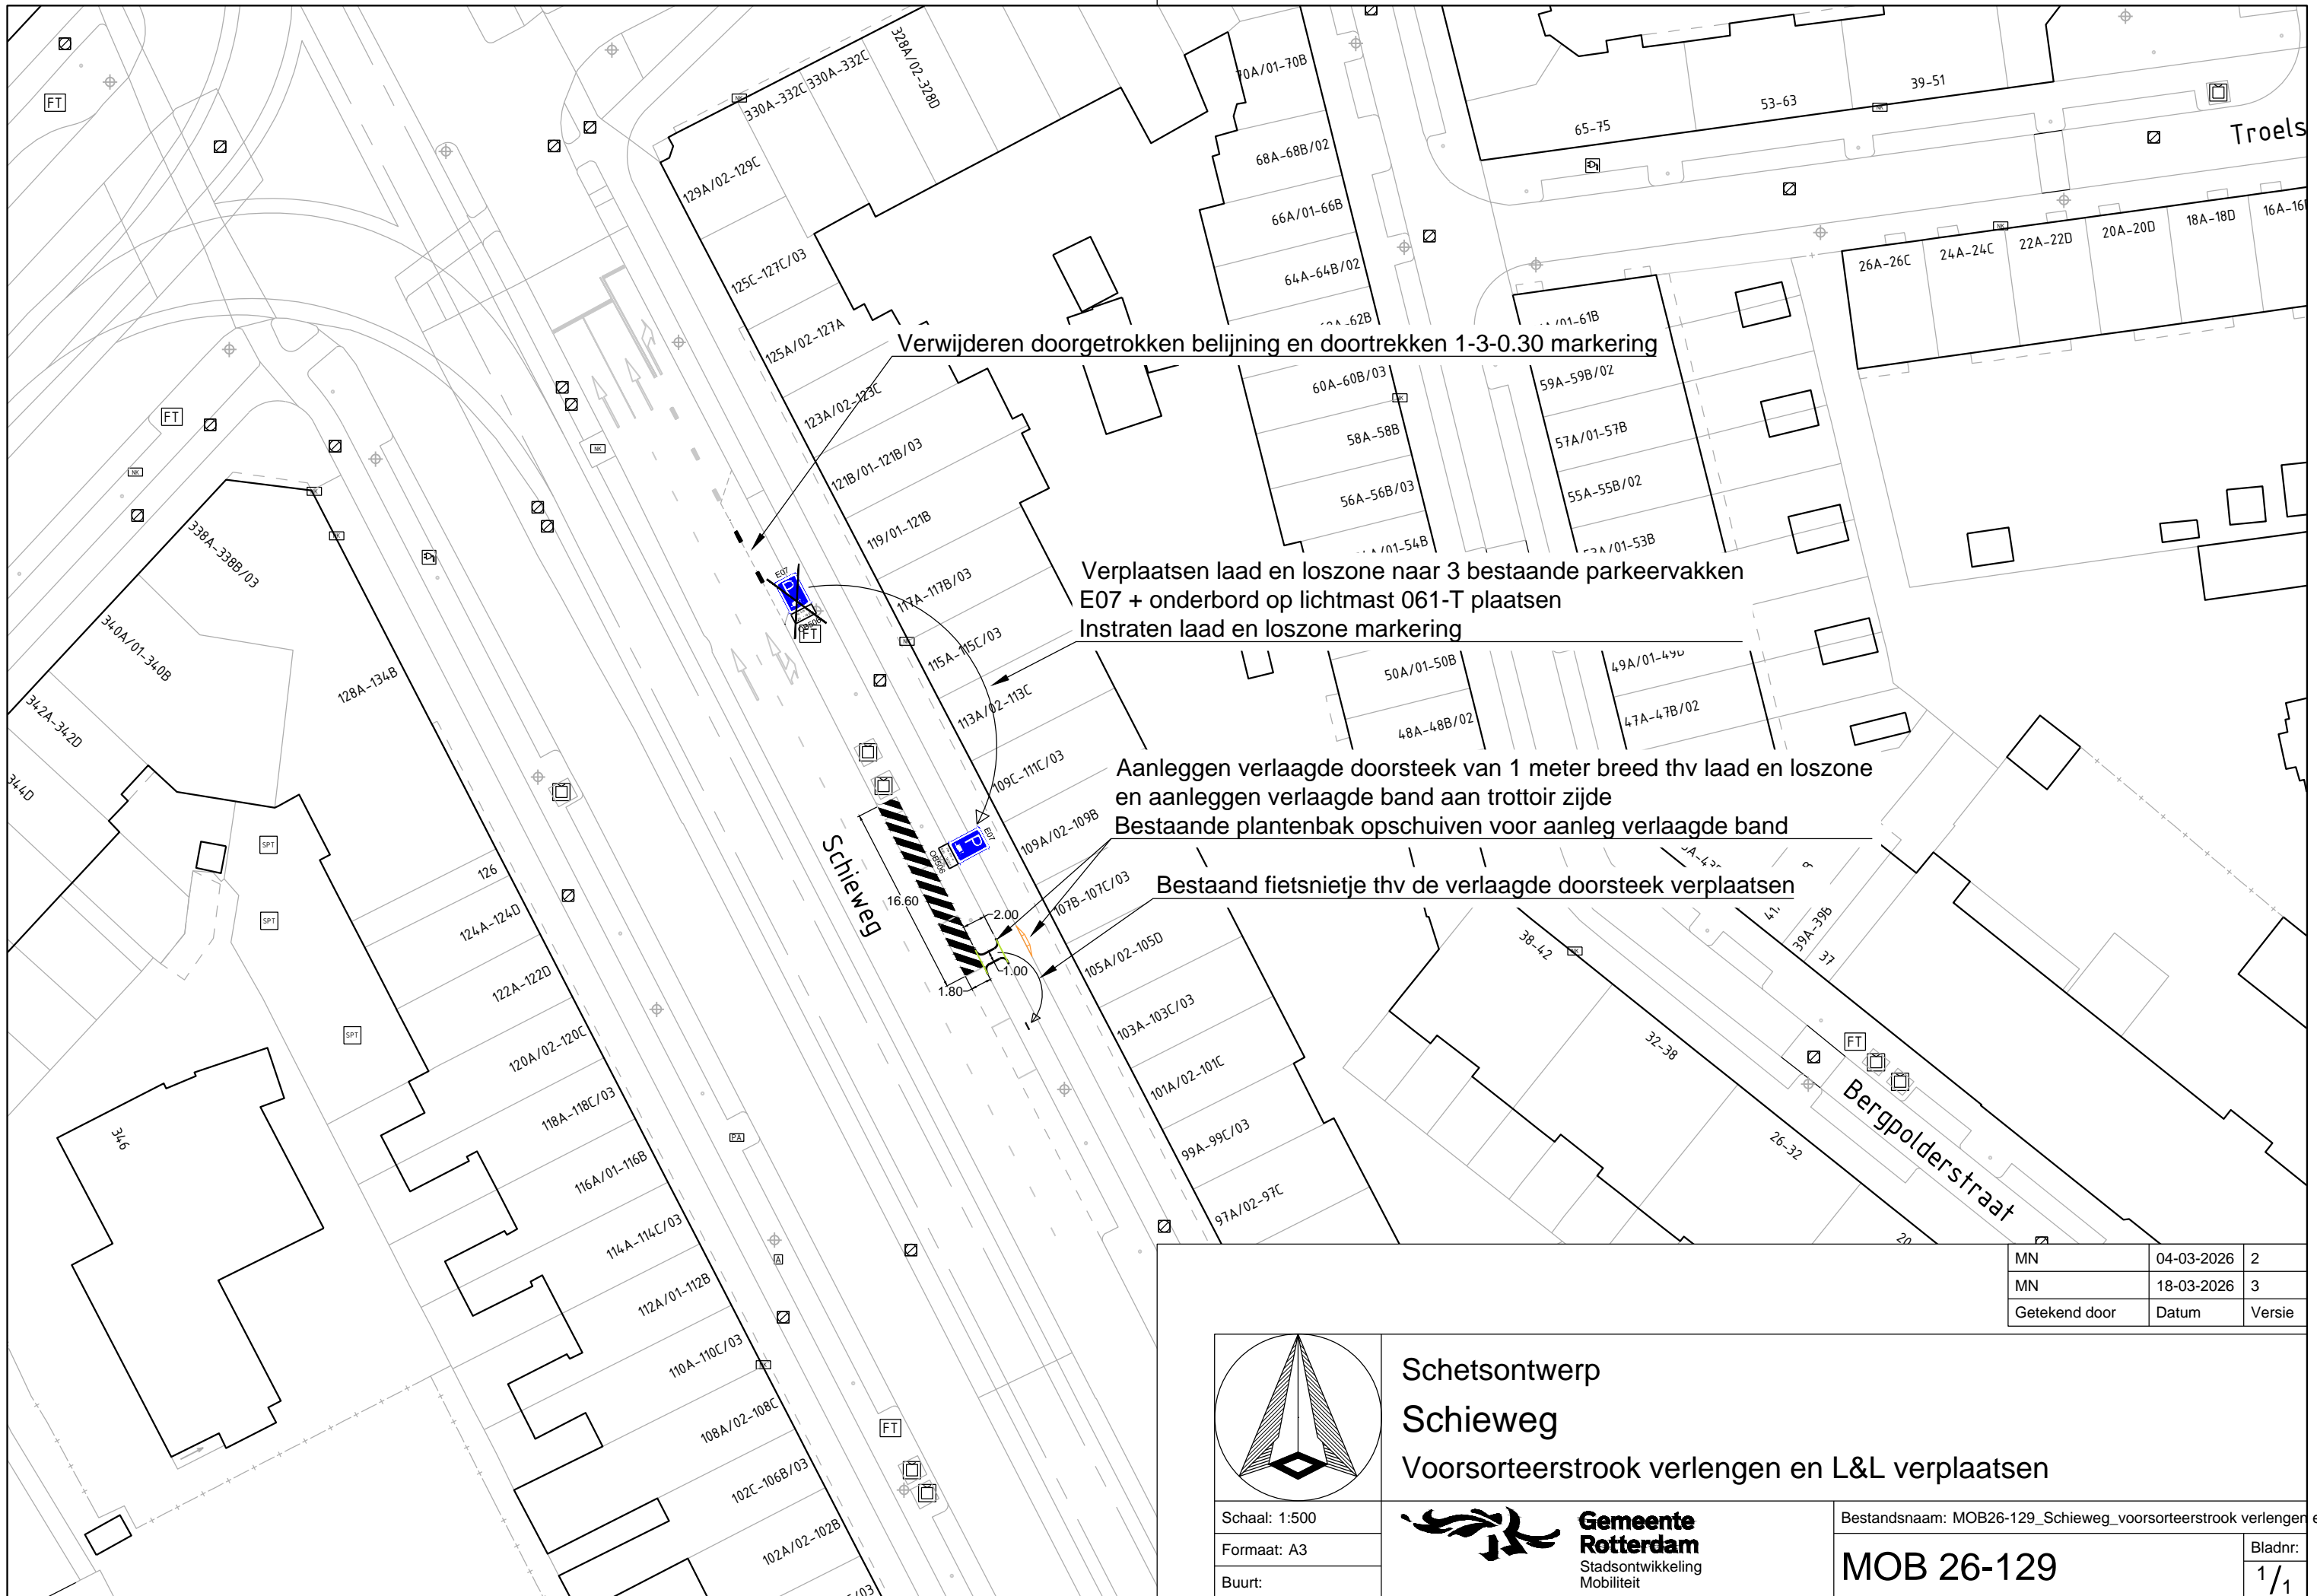 328A/02-328D
330A-332C
330A-332C
129A/02-129C
125C-127C/03
125A/02-127A
123A/02-123C
121B/01-121B/03
119/01-121B
117A-117B/03
115A-115C/03
113A/02-113C
109C-111C/03
109A/02-109B
107B-107C/03
105A/02-105D
103A-103C/03
101A/02-101C
99A-99C/03
97A/02-97C
70A/01-70B
68A-68B/02
66A/01-66B
64A-64B/02
60A-60B/03
58A-58B
56A-56B/03
50A/01-50B
48A-48B/02
65-75
53-63
39-51
Troels
26A-26C
24A-24C
22A-22D
20A-20D
18A-18D
59A-59B/02
57A/01-57B
55A-55B/02
47A-47B/02
Verwijderen doorgetrokken belijning en doortrekken 1-3-0.30 markering
Verplaatsen laad en loszone naar 3 bestaande parkeervakken
E07 + onderbord op lichtmast 061-T plaatsen
Instraten laad en loszone markering
Aanleggen verlaagde doorsteek van 1 meter breed thv laad en loszone
en aanleggen verlaagde band aan trottoir zijde
Bestaande plantenbak opschuiven voor aanleg verlaagde band
Bestaand fietsnietje thv de verlaagde doorsteek verplaatsen
E07
P
FT
E07
P
OB506
16.60
2.00
1.00
1.80
Schieweg
FT
FT
338A-338B/03
340A/01-340B
342A-342D
344D
128A-134B
SPT
SPT
SPT
346
126
124A-124D
122A-122D
120A/02-120C
118A-118C/03
116A/01-116B
114A-114C/03
112A/01-112B
110A-110C/03
108A/02-108C
102C-106B/03
102A/02-102B
PA
A
FT
39A-39B
37
38-42
32-38
26-32
20
FT
Bergpolderstraat
MN 04-03-2026 2
MN 18-03-2026 3
Getekend door Datum Versie
Schetsontwerp
Schieweg
Voorsorteerstrook verlengen en L&L verplaatsen
Schaal: 1:500
Formaat: A3
Buurt:
Gemeente
Rotterdam
Stadsontwikkeling
Mobiliteit
Bestandsnaam: MOB26-129_Schieweg_voorsorteerstrook verlengen
MOB 26-129
Bladnr:
1/1